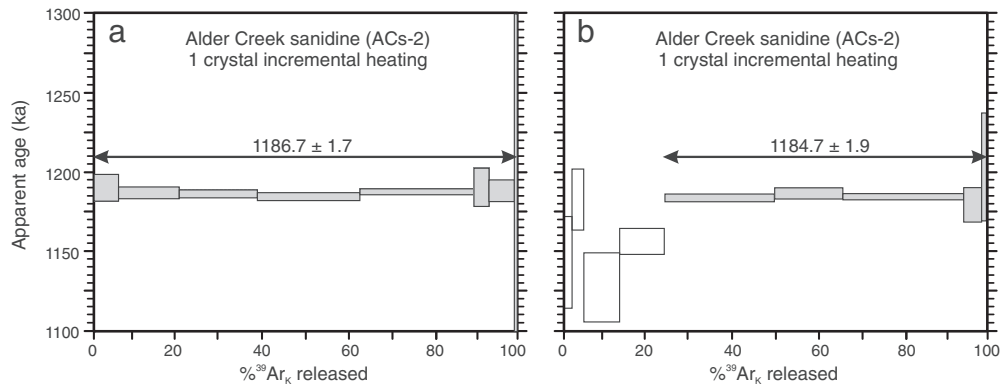 a
Alder Creek sanidine (ACs-2)
1 crystal incremental heating
1186.7 ± 1.7
b
Alder Creek sanidine (ACs-2)
1 crystal incremental heating
1184.7 ± 1.9
Apparent age (ka)
1300
1250
1200
1150
1100
0 20 40 60 80 100
0 20 40 60 80 100
%³⁹Arₖ released
%³⁹Arₖ released